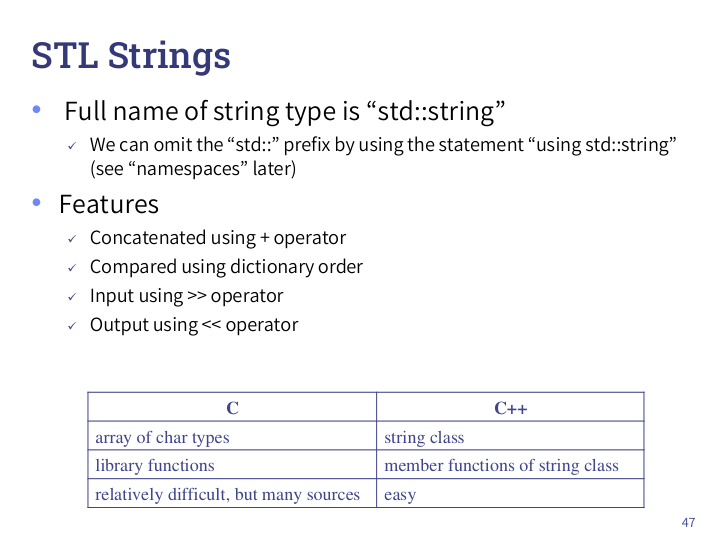 STL Strings
• Full name of string type is “std::string”
✓ We can omit the “std::” prefix by using the statement “using std::string”
(see “namespaces” later)
• Features
✓ Concatenated using + operator
✓ Compared using dictionary order
✓ Input using >> operator
✓ Output using << operator
C C++
array of char types string class
library functions member functions of string class
relatively difficult, but many sources easy
47